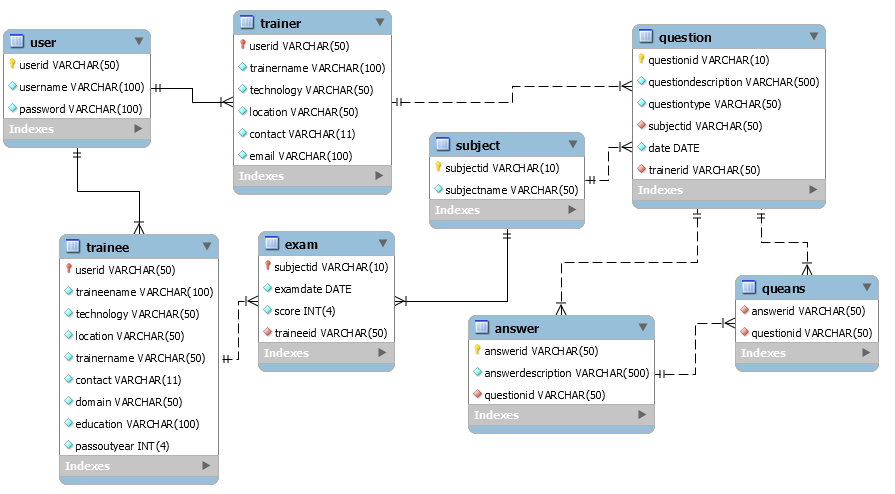 user
userid VARCHAR(50)
username VARCHAR(100)
password VARCHAR(100)
Indexes
trainer
userid VARCHAR(50)
trainername VARCHAR(100)
technology VARCHAR(50)
location VARCHAR(50)
contact VARCHAR(11)
email VARCHAR(100)
Indexes
question
questionid VARCHAR(10)
questiondescription VARCHAR(500)
questiontype VARCHAR(50)
subjectid VARCHAR(50)
date DATE
trainerid VARCHAR(50)
Indexes
subject
subjectid VARCHAR(10)
subjectname VARCHAR(50)
Indexes
trainee
userid VARCHAR(50)
traineename VARCHAR(100)
technology VARCHAR(50)
location VARCHAR(50)
trainername VARCHAR(50)
contact VARCHAR(11)
domain VARCHAR(50)
education VARCHAR(100)
passoutyear INT(4)
Indexes
exam
subjectid VARCHAR(10)
examdate DATE
score INT(4)
traineeid VARCHAR(50)
Indexes
answer
answerid VARCHAR(50)
answerdescription VARCHAR(500)
questionid VARCHAR(50)
Indexes
queans
answerid VARCHAR(50)
questionid VARCHAR(50)
Indexes